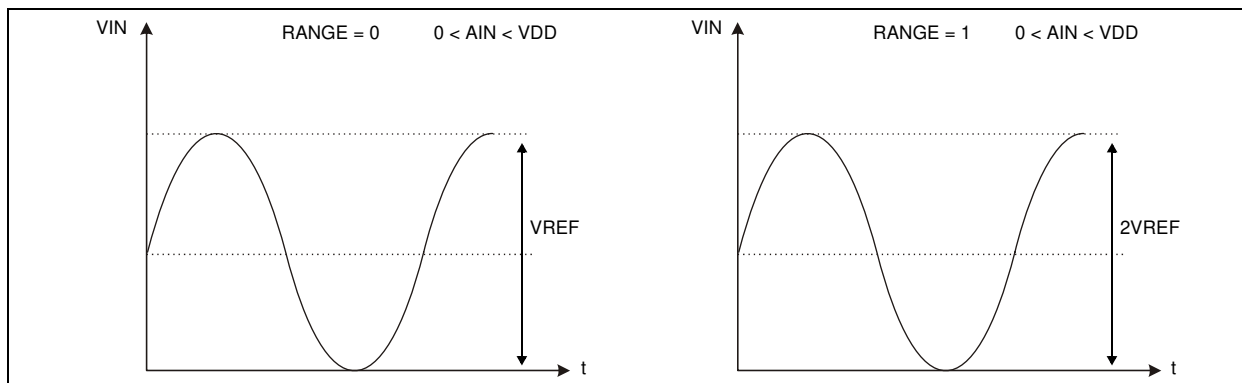 VIN
RANGE = 0 0 < AIN < VDD
VREF
t
VIN
RANGE = 1 0 < AIN < VDD
2VREF
t